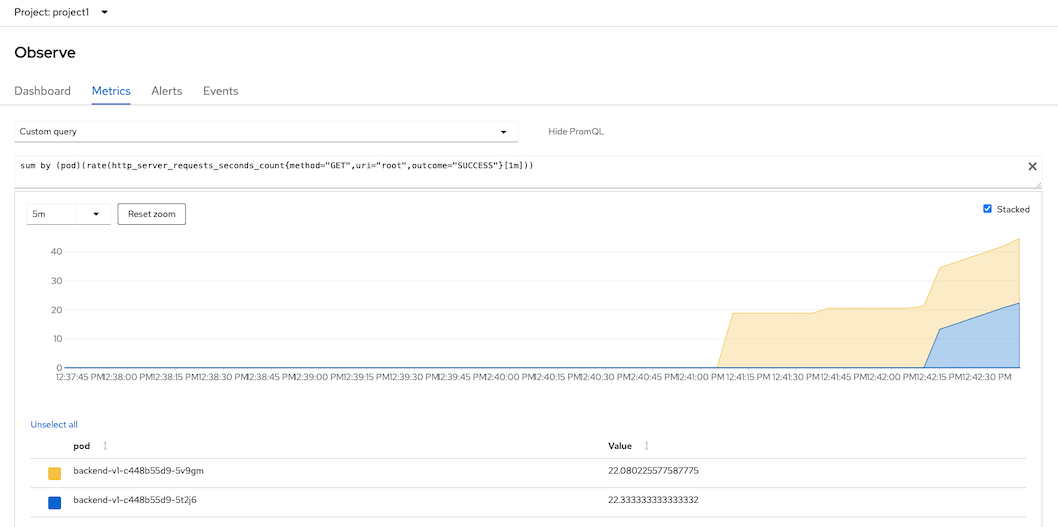 Project: project1
Observe
Dashboard Metrics Alerts Events
Custom query Hide PromQL
sum by (pod)(rate(http_server_requests_seconds_count{method="GET",uri="root",outcome="SUCCESS"}[1m]))
5m Reset zoom Stacked
40
30
20
10
0
12:37:45 PM 12:38:00 PM 12:38:15 PM 12:38:30 PM 12:38:45 PM 12:39:00 PM 12:39:15 PM 12:39:30 PM 12:39:45 PM 12:40:00 PM 12:40:15 PM 12:40:30 PM 12:40:45 PM 12:41:00 PM 12:41:15 PM 12:41:30 PM 12:41:45 PM 12:42:00 PM 12:42:15 PM 12:42:30 PM
Unselect all
pod Value
backend-v1-c448b55d9-5v9gm 22.080225577587775
backend-v1-c448b55d9-5t2j6 22.333333333333332